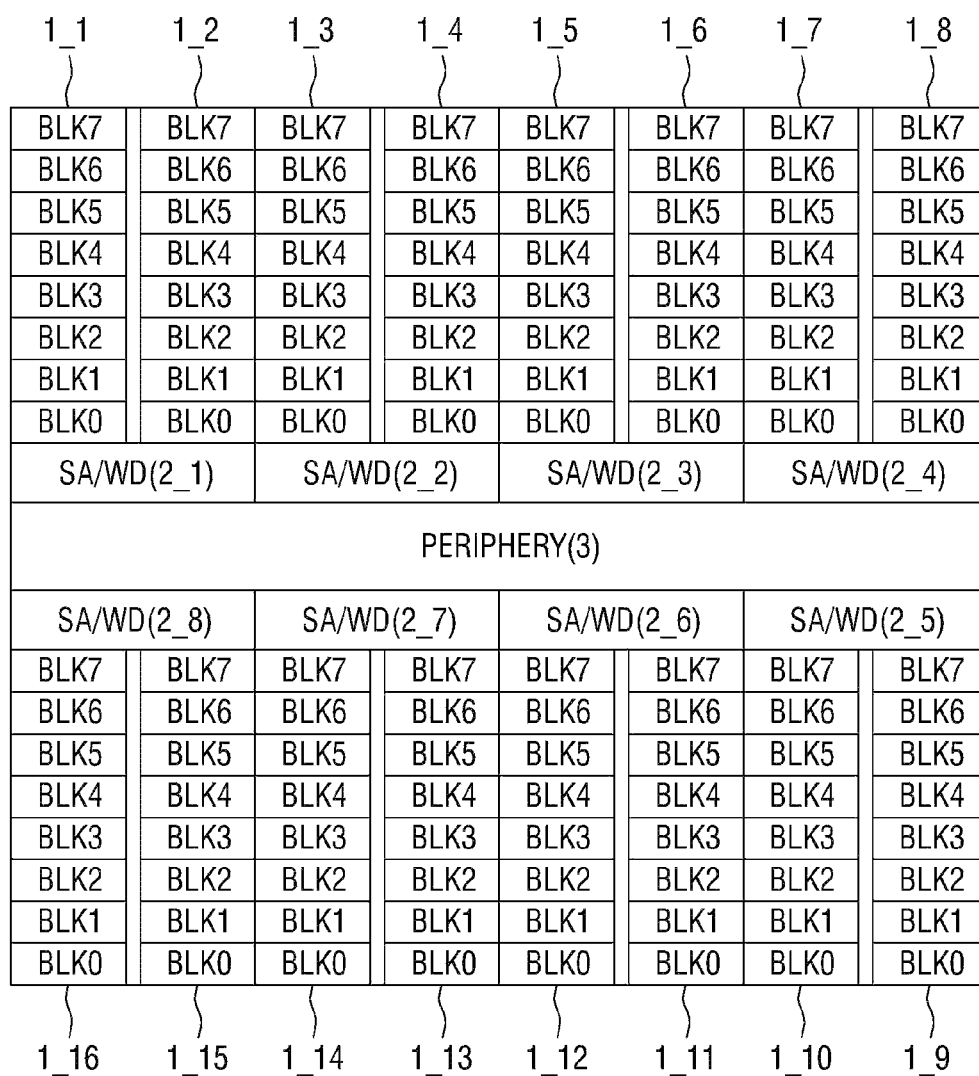 1_1 1_2 1_3 1_4 1_5 1_6 1_7 1_8
BLK7 BLK7 BLK7 BLK7 BLK7 BLK7 BLK7 BLK7
BLK6 BLK6 BLK6 BLK6 BLK6 BLK6 BLK6 BLK6
BLK5 BLK5 BLK5 BLK5 BLK5 BLK5 BLK5 BLK5
BLK4 BLK4 BLK4 BLK4 BLK4 BLK4 BLK4 BLK4
BLK3 BLK3 BLK3 BLK3 BLK3 BLK3 BLK3 BLK3
BLK2 BLK2 BLK2 BLK2 BLK2 BLK2 BLK2 BLK2
BLK1 BLK1 BLK1 BLK1 BLK1 BLK1 BLK1 BLK1
BLK0 BLK0 BLK0 BLK0 BLK0 BLK0 BLK0 BLK0
SA/WD(2_1) SA/WD(2_2) SA/WD(2_3) SA/WD(2_4)
PERIPHERY(3)
SA/WD(2_8) SA/WD(2_7) SA/WD(2_6) SA/WD(2_5)
BLK7 BLK7 BLK7 BLK7 BLK7 BLK7 BLK7 BLK7
BLK6 BLK6 BLK6 BLK6 BLK6 BLK6 BLK6 BLK6
BLK5 BLK5 BLK5 BLK5 BLK5 BLK5 BLK5 BLK5
BLK4 BLK4 BLK4 BLK4 BLK4 BLK4 BLK4 BLK4
BLK3 BLK3 BLK3 BLK3 BLK3 BLK3 BLK3 BLK3
BLK2 BLK2 BLK2 BLK2 BLK2 BLK2 BLK2 BLK2
BLK1 BLK1 BLK1 BLK1 BLK1 BLK1 BLK1 BLK1
BLK0 BLK0 BLK0 BLK0 BLK0 BLK0 BLK0 BLK0
1_16 1_15 1_14 1_13 1_12 1_11 1_10 1_9